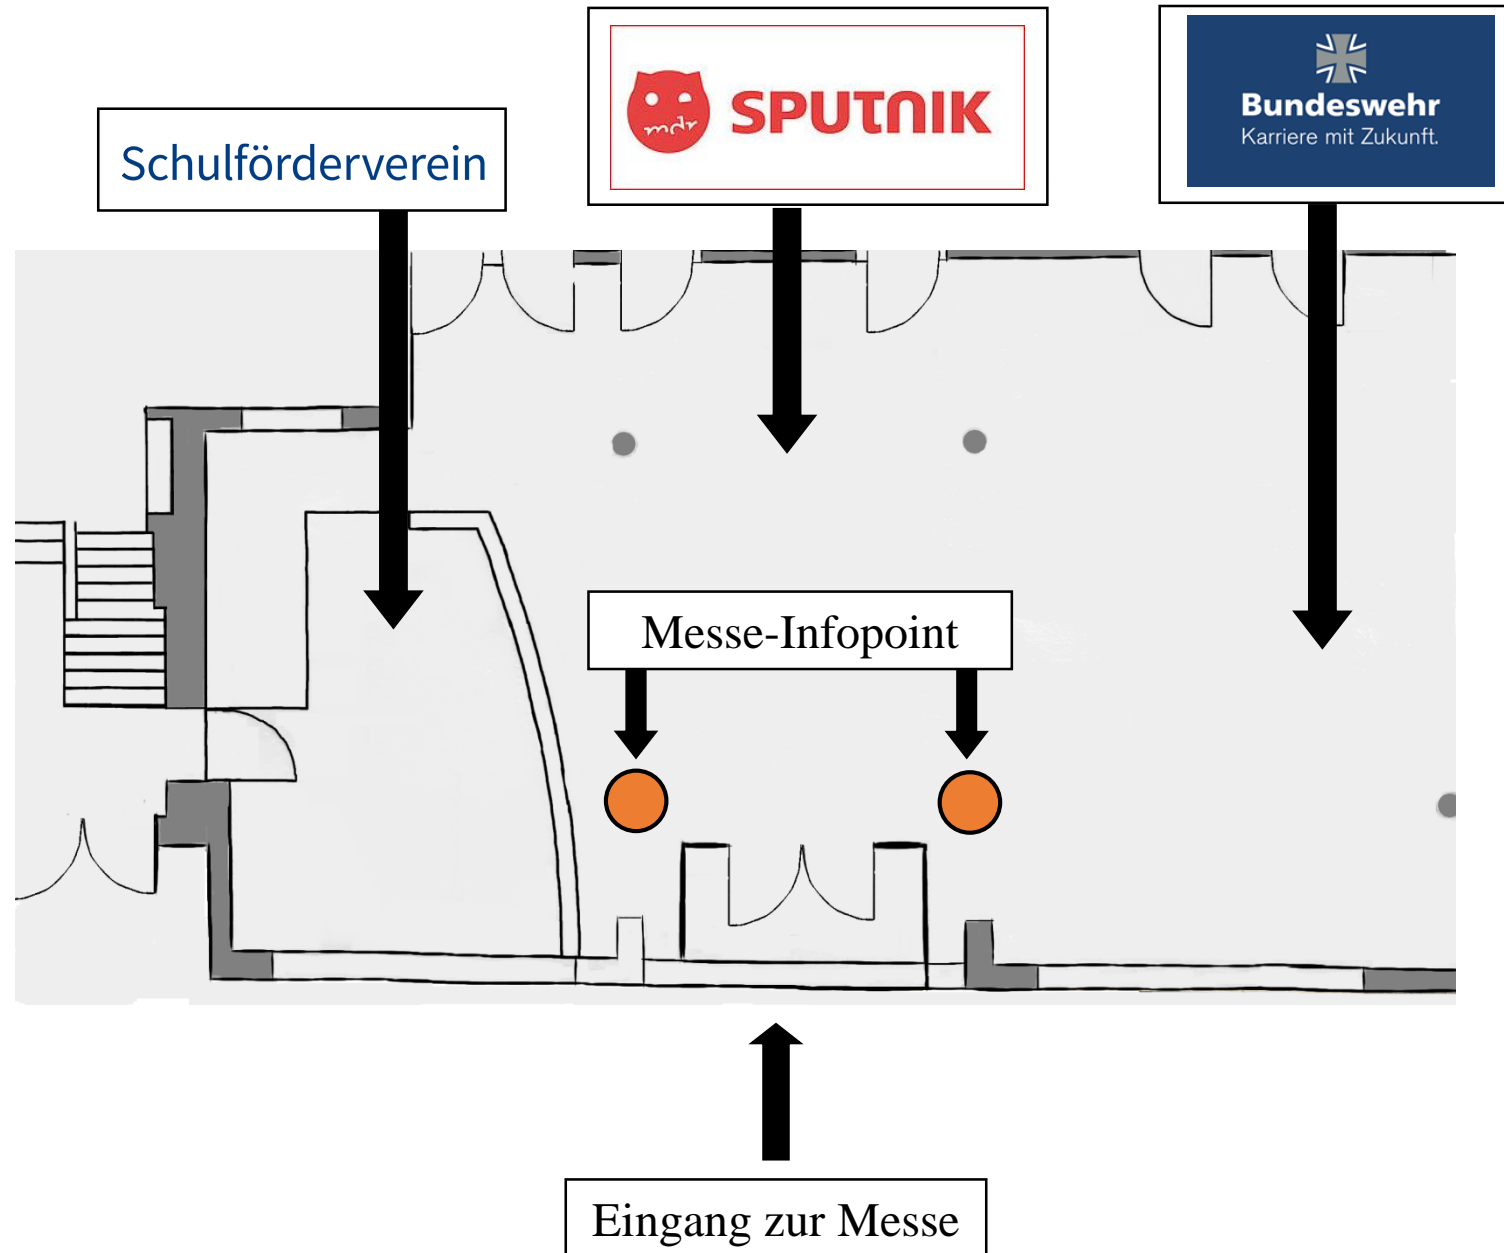 Schulförderverein
mdr SPUTNIK
Bundeswehr
Karriere mit Zukunft.
Messe-Infopoint
Eingang zur Messe